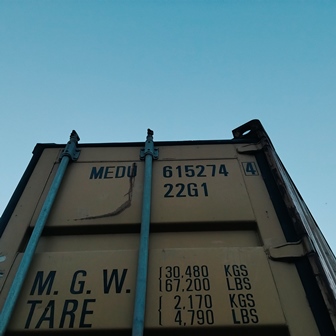 MEDU 615274 4
22G1
M.G.W. 30,480 KGS
67,200 LBS
TARE 2,170 KGS
4,790 LBS